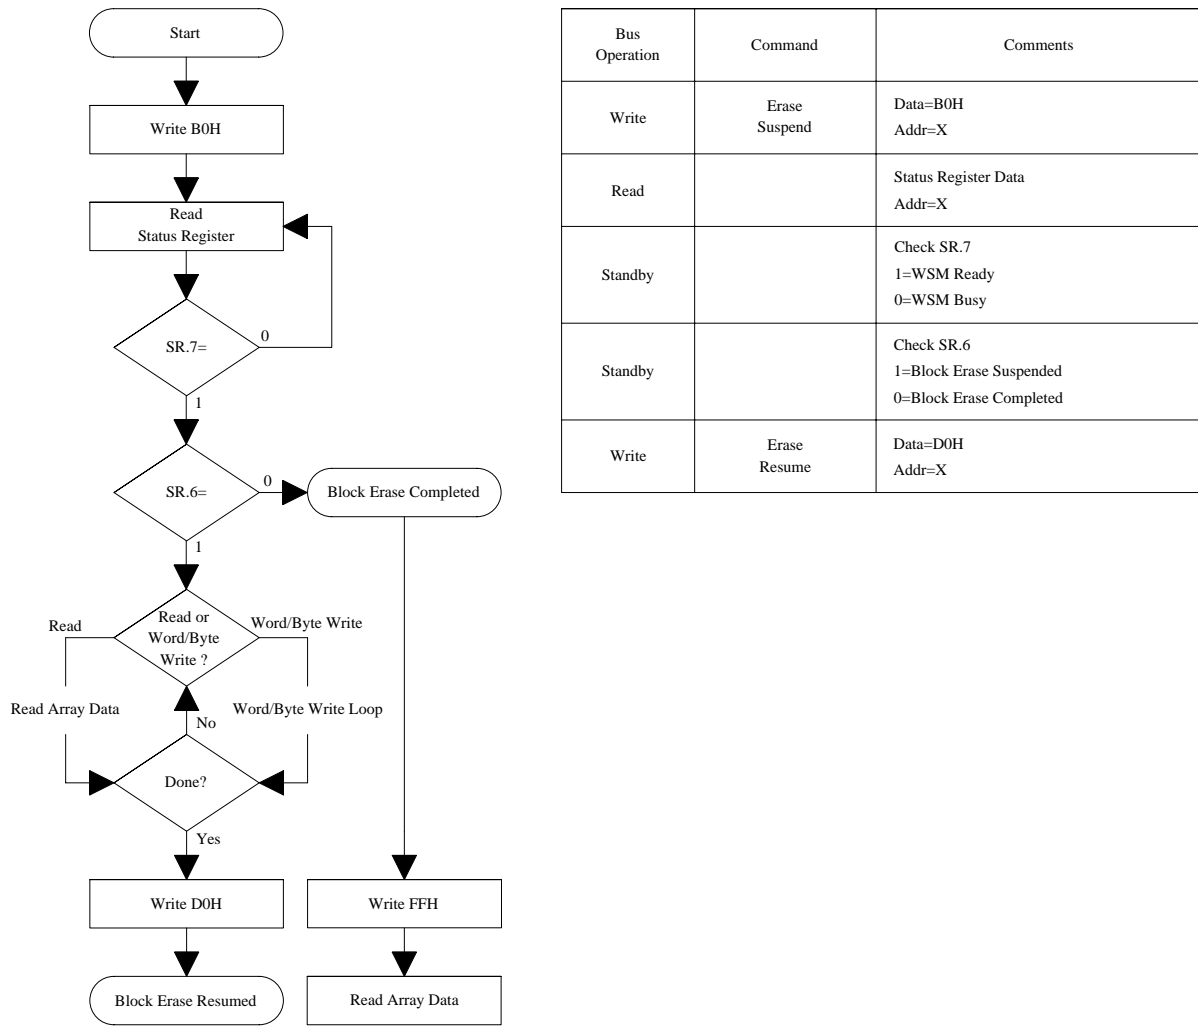 Start
Write B0H
Read
Status Register
SR.7=
0
1
SR.6=
0
Block Erase Completed
1
Read or
Word/Byte
Write ?
Read
Word/Byte Write
Read Array Data
Word/Byte Write Loop
No
Done?
Yes
Write D0H
Write FFH
Block Erase Resumed
Read Array Data
Bus
Operation
Command
Comments
Write
Erase
Suspend
Data=B0H
Addr=X
Read
Status Register Data
Addr=X
Standby
Check SR.7
1=WSM Ready
0=WSM Busy
Standby
Check SR.6
1=Block Erase Suspended
0=Block Erase Completed
Write
Erase
Resume
Data=D0H
Addr=X